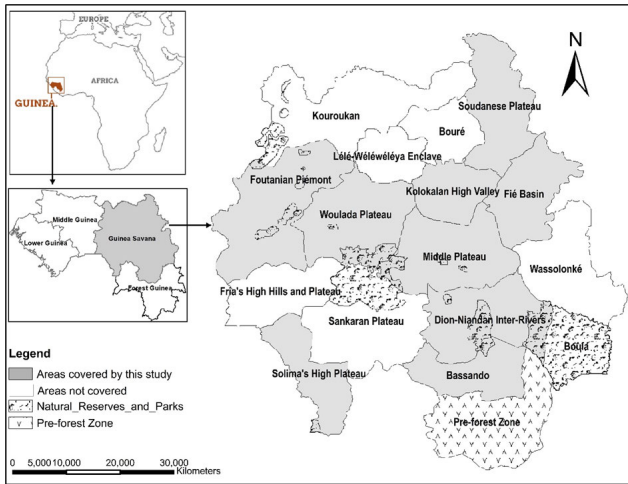 EUROPE
AFRICA
GUINEA.
Middle Guinea
Lower Guinea
Guinea Savana
Forest Guinea
N
Soudanese Plateau
Kouroukan
Bouré
Lélé-Wéléwéléya Enclave
Foutanian Piémont
Kolokalan High Valley
Fié Basin
Woulada Plateau
Middle Plateau
Wassolonké
Fria's High Hills and Plateau
Sankaran Plateau
Dion-Niandan Inter-Rivers
Boula
Solima's High Plateau
Bassando
Pre-forest Zone
Legend
Areas covered by this study
Areas not covered
Natural_Reserves_and_Parks
Pre-forest Zone
0 5,000 10,000 20,000 30,000
Kilometers